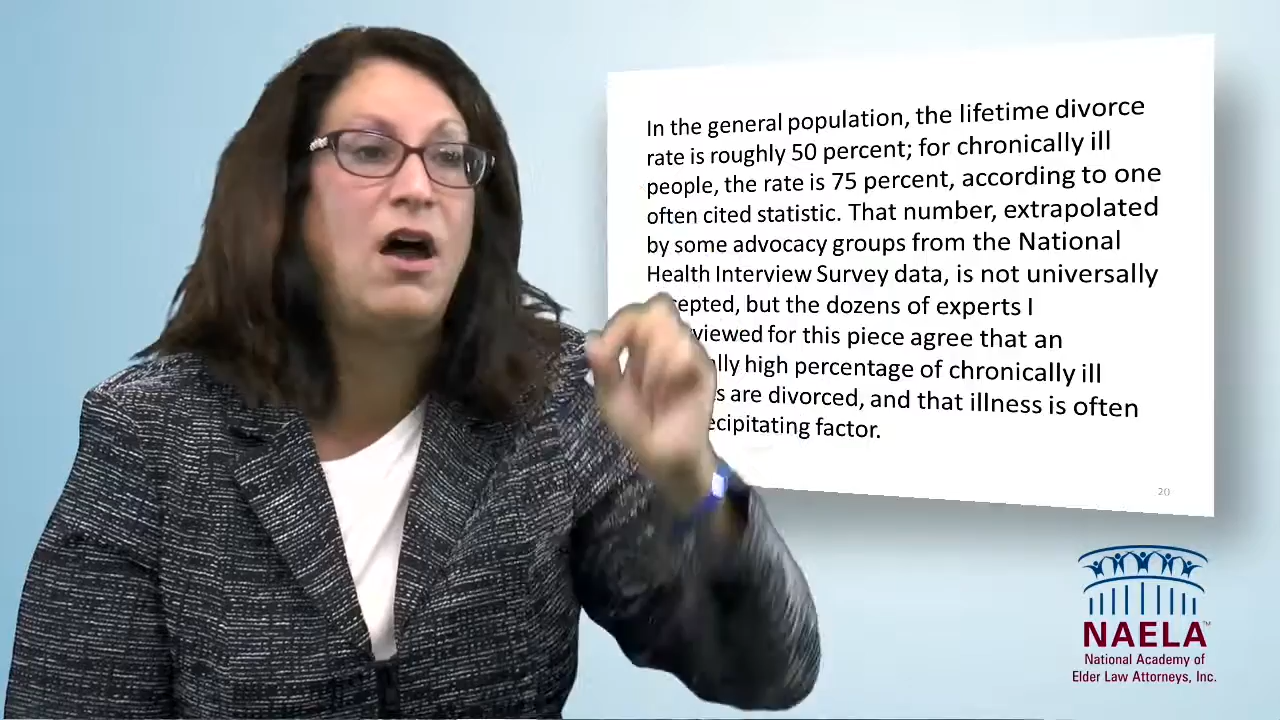 In the general population, the lifetime divorce
rate is roughly 50 percent; for chronically ill
people, the rate is 75 percent, according to one
often cited statistic. That number, extrapolated
by some advocacy groups from the National
Health Interview Survey data, is not universally
cepted, but the dozens of experts I
viewed for this piece agree that an
lly high percentage of chronically ill
s are divorced, and that illness is often
ecipitating factor.
20
NAELA™
National Academy of
Elder Law Attorneys, Inc.